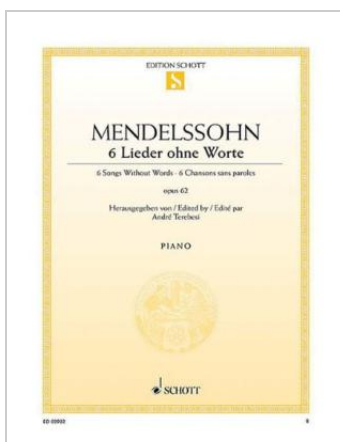 EDITION SCHOTT
MENDELSSOHN
6 Lieder ohne Worte
6 Songs Without Words · 6 Chansons sans paroles
opus 62
Herausgegeben von / Edited by / Edité par
André Terebesi
PIANO
SCHOTT